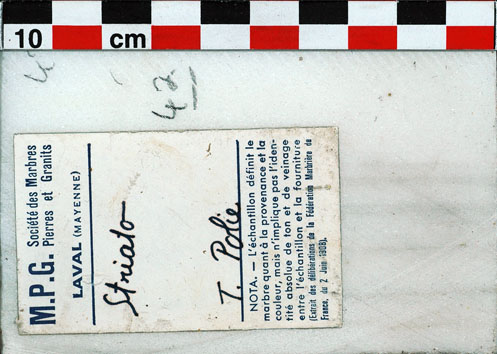 10 cm
42
M.P.G. Société des Marbres
Pierres et Granits
LAVAL (MAYENNE)
Striato
T. Polie
NOTA. — L'échantillon définit le
marbre quant à la provenance et la
couleur, mais n'implique pas l'iden-
tité absolue de ton et de veinage
entre l'échantillon et la fourniture
(Extrait des délibérations de la Fédération Marbrière de
France, du 2 Juin 1908).